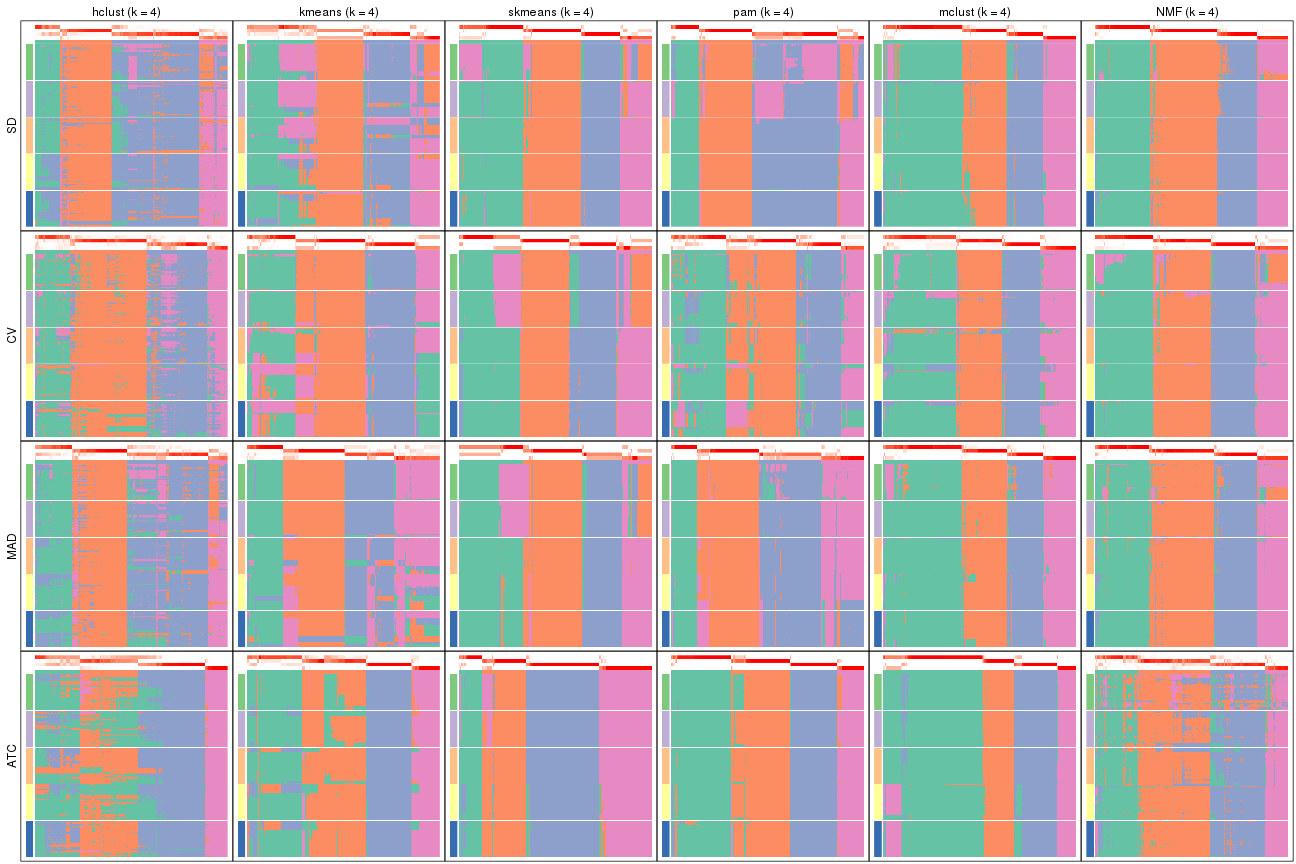 hclust (k = 4)
kmeans (k = 4)
skmeans (k = 4)
pam (k = 4)
mclust (k = 4)
NMF (k = 4)
SD
CV
MAD
ATC